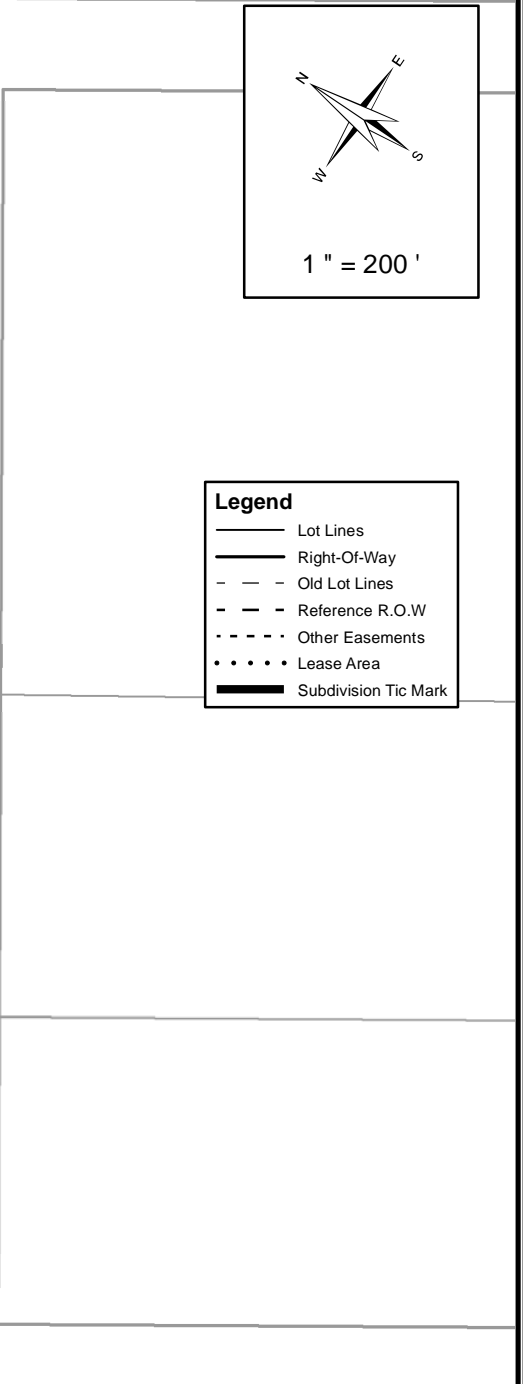 E
N
S
W
1 " = 200 '
Legend
Lot Lines
Right-Of-Way
Old Lot Lines
Reference R.O.W
Other Easements
Lease Area
Subdivision Tic Mark